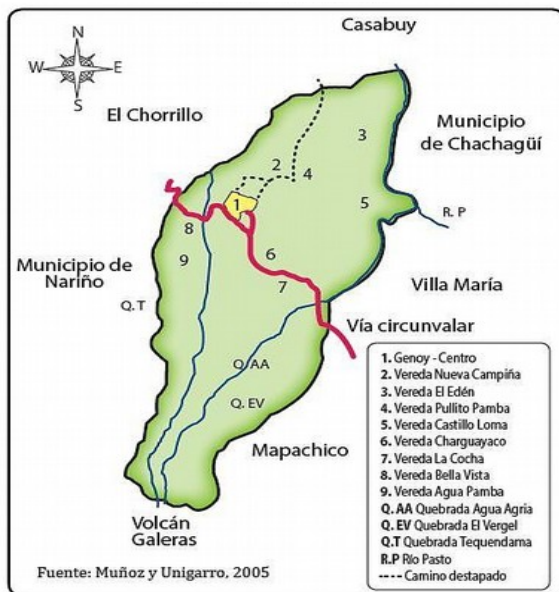 Casabuy
N
W E
S
El Chorrillo
Municipio
de Chachagüí
3
2
4
1
5
R. P
8
6
Municipio de
Nariño
9
7
Villa María
Q. T
Vía circunvalar
Q. AA
Q. EV
Mapachico
Volcán
Galeras
1. Genoy - Centro
2. Vereda Nueva Campiña
3. Vereda El Edén
4. Vereda Pullito Pamba
5. Vereda Castillo Loma
6. Vereda Charguayaco
7. Vereda La Cocha
8. Vereda Bella Vista
9. Vereda Agua Pamba
Q. AA Quebrada Agua Agria
Q. EV Quebrada El Vergel
Q.T Quebrada Tequendama
R.P Río Pasto
---- Camino destapado
Fuente: Muñoz y Unigarro, 2005